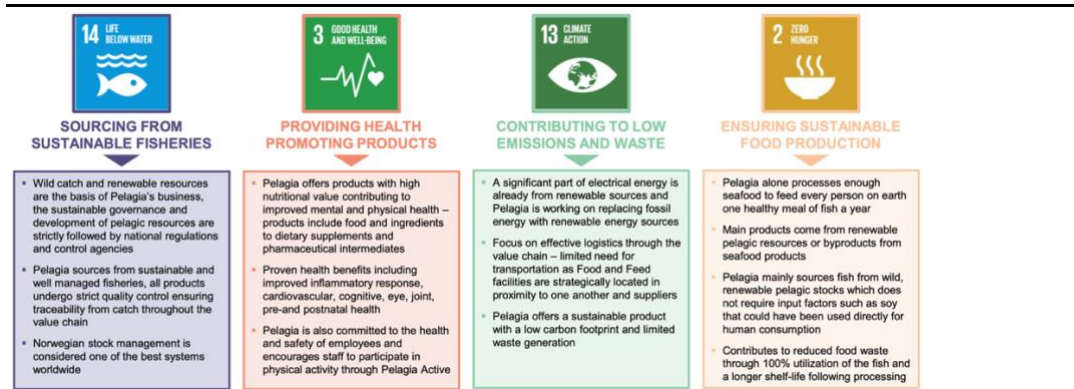 14 LIFE
BELOW WATER
SOURCING FROM
SUSTAINABLE FISHERIES
▪ Wild catch and renewable resources
are the basis of Pelagia's business,
the sustainable governance and
development of pelagic resources are
strictly followed by national regulations
and control agencies
▪ Pelagia sources from sustainable and
well managed fisheries, all products
undergo strict quality control ensuring
traceability from catch throughout the
value chain
▪ Norwegian stock management is
considered one of the best systems
worldwide
3 GOOD HEALTH
AND WELL-BEING
PROVIDING HEALTH
PROMOTING PRODUCTS
▪ Pelagia offers products with high
nutritional value contributing to
improved mental and physical health –
products include food and ingredients
to dietary supplements and
pharmaceutical intermediates
▪ Proven health benefits including
improved inflammatory response,
cardiovascular, cognitive, eye, joint,
pre-and postnatal health
▪ Pelagia is also committed to the health
and safety of employees and
encourages staff to participate in
physical activity through Pelagia Active
13 CLIMATE
ACTION
CONTRIBUTING TO LOW
EMISSIONS AND WASTE
▪ A significant part of electrical energy is
already from renewable sources and
Pelagia is working on replacing fossil
energy with renewable energy sources
▪ Focus on effective logistics through the
value chain – limited need for
transportation as Food and Feed
facilities are strategically located in
proximity to one another and suppliers
▪ Pelagia offers a sustainable product
with a low carbon footprint and limited
waste generation
2 ZERO
HUNGER
ENSURING SUSTAINABLE
FOOD PRODUCTION
▪ Pelagia alone processes enough
seafood to feed every person on earth
one healthy meal of fish a year
▪ Main products come from renewable
pelagic resources or byproducts from
seafood products
▪ Pelagia mainly sources fish from wild,
renewable pelagic stocks which does
not require input factors such as soy
that could have been used directly for
human consumption
▪ Contributes to reduced food waste
through 100% utilization of the fish and
a longer shelf-life following processing